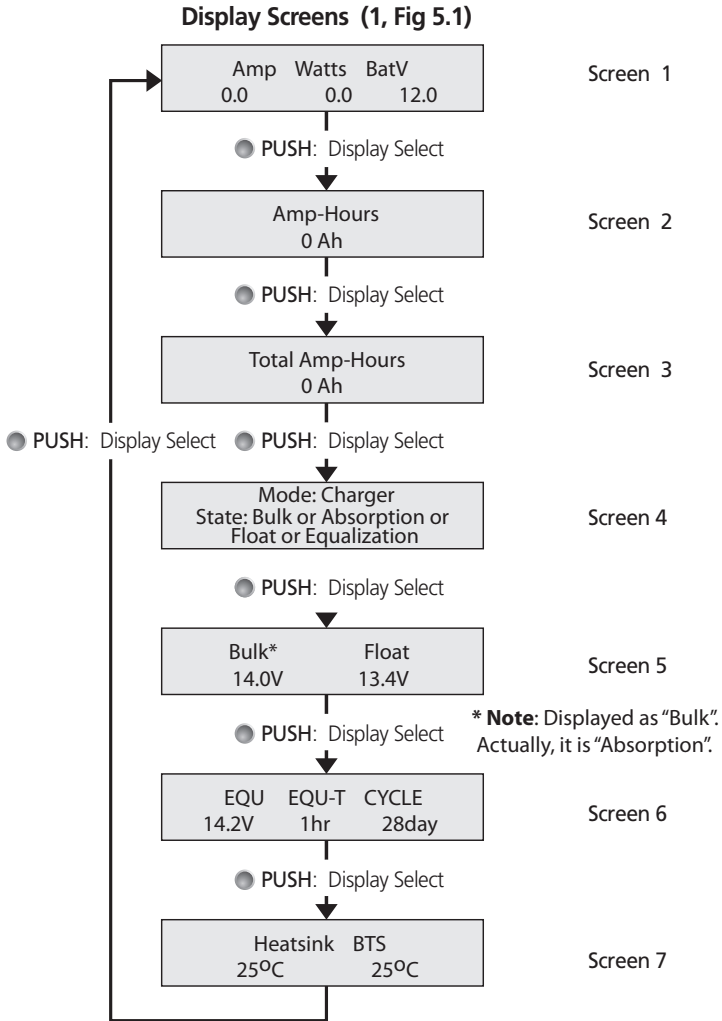 Display Screens (1, Fig 5.1)
Amp Watts BatV
0.0 0.0 12.0
Screen 1
PUSH: Display Select
Amp-Hours
0 Ah
Screen 2
PUSH: Display Select
Total Amp-Hours
0 Ah
Screen 3
PUSH: Display Select
PUSH: Display Select
Mode: Charger
State: Bulk or Absorption or
Float or Equalization
Screen 4
PUSH: Display Select
Bulk* Float
14.0V 13.4V
Screen 5
* Note: Displayed as "Bulk".
Actually, it is "Absorption".
PUSH: Display Select
EQU EQU-T CYCLE
14.2V 1hr 28day
Screen 6
PUSH: Display Select
Heatsink BTS
25ºC 25ºC
Screen 7